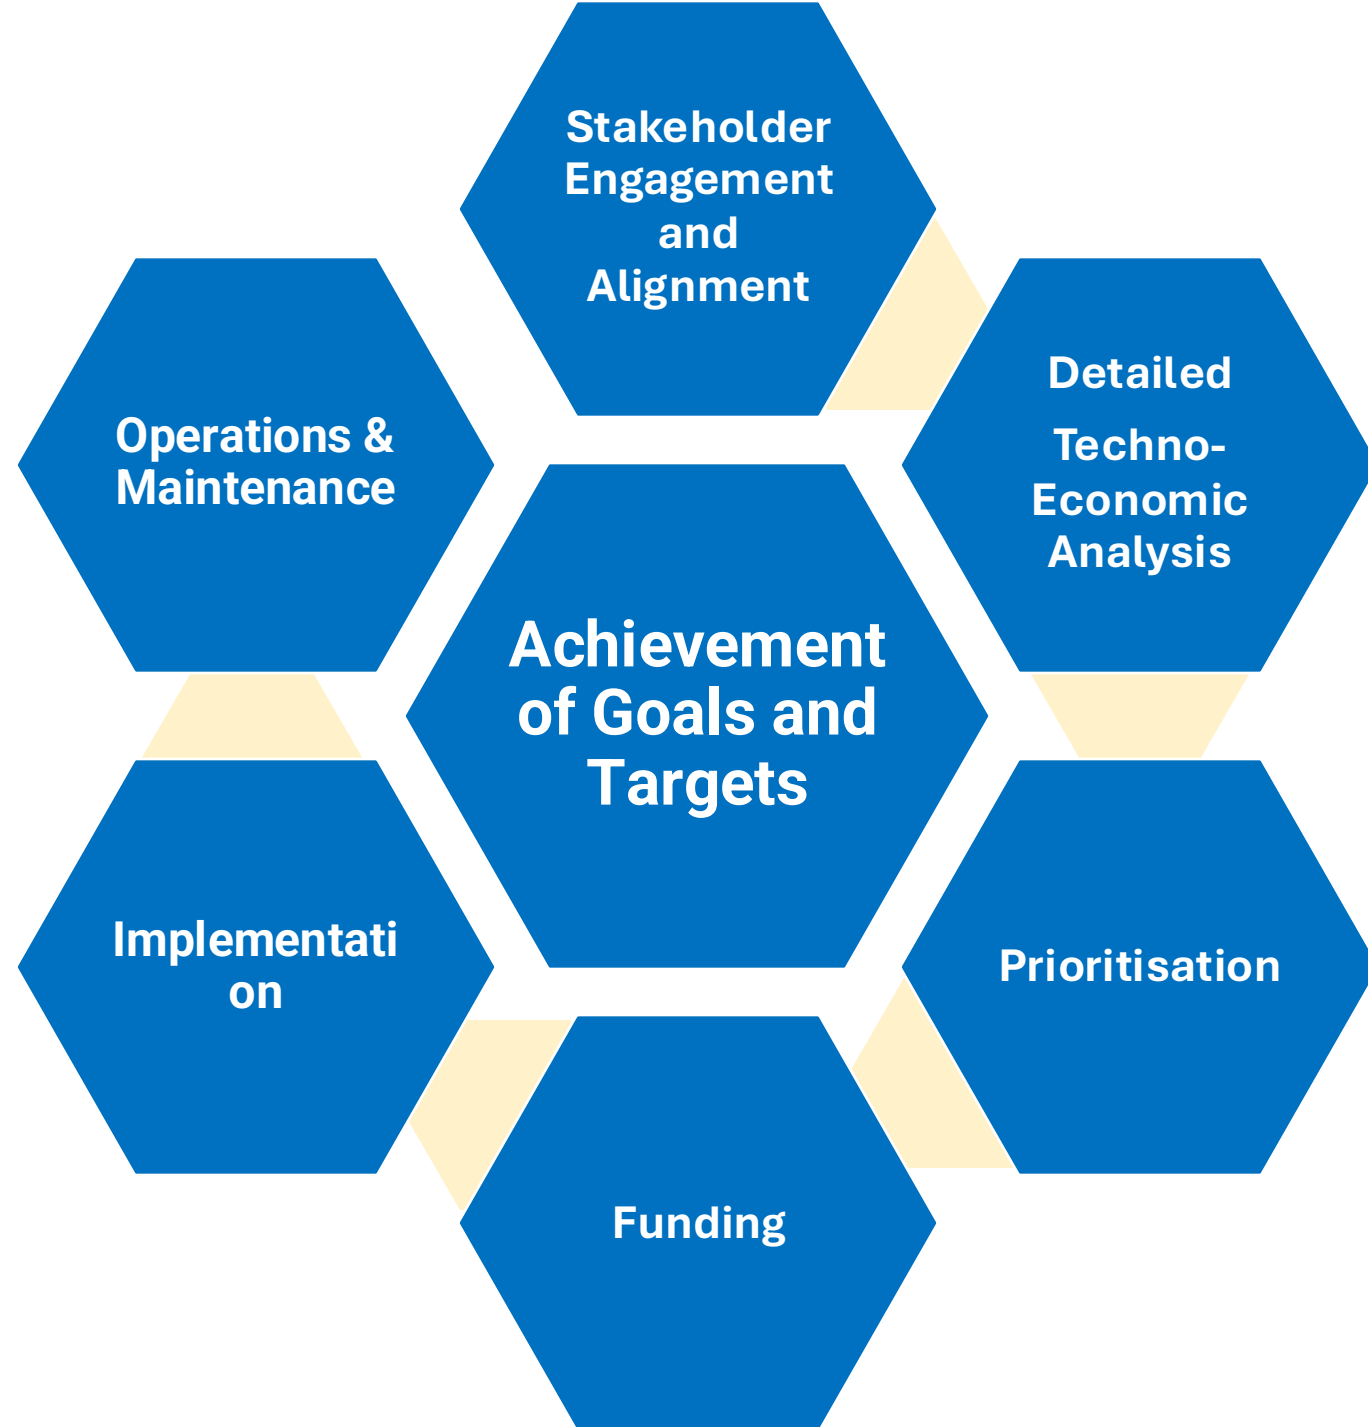 Stakeholder
Engagement
and
Alignment
Detailed
Techno-
Economic
Analysis
Operations &
Maintenance
Achievement
of Goals and
Targets
Implementati
on
Prioritisation
Funding